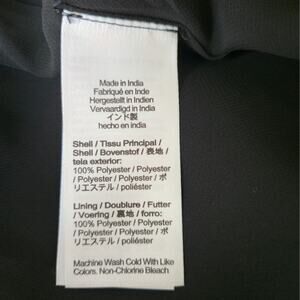 Made in India
Fabriqué en Inde
Hergestellt in Indien
Vervaardigd in India
インド製
hecho en india
Shell / Tissu Principal /
Shell / Bovenstof / 表地 /
tela exterior:
100% Polyester / Polyester
/ Polyester / Polyester / ポ
リエステル / poliéster
Lining / Doublure / Futter
/ Voering / 裏地 / forro:
100% Polyester / Polyester
/ Polyester / Polyester / ポ
リエステル / poliéster
Machine Wash Cold With Like
Colors. Non-Chlorine Bleach